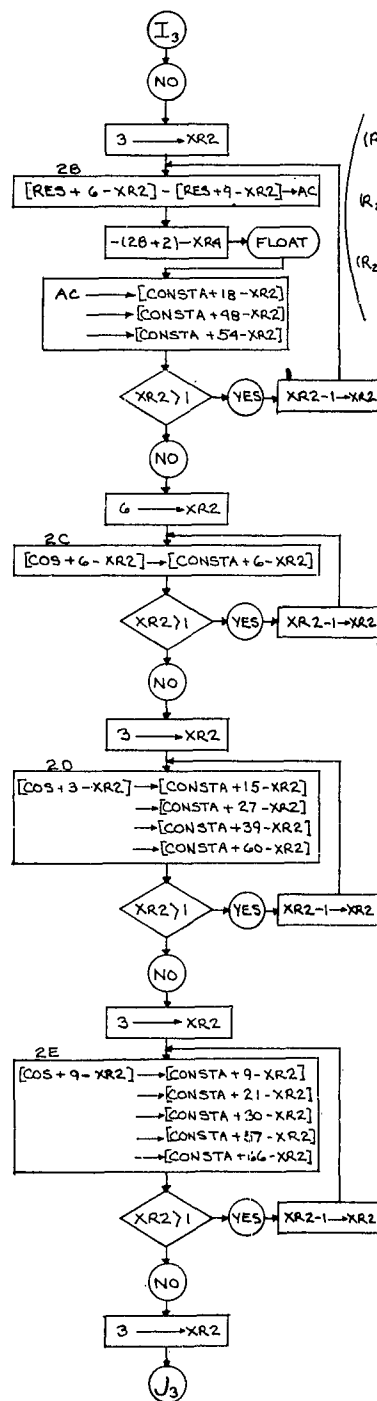 I3
NO
3 → XR2
2B
[RES + 6 - XR2] - [RES + 9 - XR2] → AC
-(2B + 2) - XR4 → FLOAT
AC → [CONSTA + 18 - XR2]
→ [CONSTA + 48 - XR2]
→ [CONSTA + 54 - XR2]
XR2 > 1 → YES → XR2 - 1 → XR2
NO
6 → XR2
2C
[COS + 6 - XR2] → [CONSTA + 6 - XR2]
XR2 > 1 → YES → XR2 - 1 → XR2
NO
3 → XR2
2D
[COS + 3 - XR2] → [CONSTA + 15 - XR2]
→ [CONSTA + 27 - XR2]
→ [CONSTA + 39 - XR2]
→ [CONSTA + 60 - XR2]
XR2 > 1 → YES → XR2 - 1 → XR2
NO
3 → XR2
2E
[COS + 9 - XR2] → [CONSTA + 9 - XR2]
→ [CONSTA + 21 - XR2]
→ [CONSTA + 30 - XR2]
→ [CONSTA + 57 - XR2]
→ [CONSTA + 66 - XR2]
XR2 > 1 → YES → XR2 - 1 → XR2
NO
3 → XR2
J3
(R
(R2
(R2